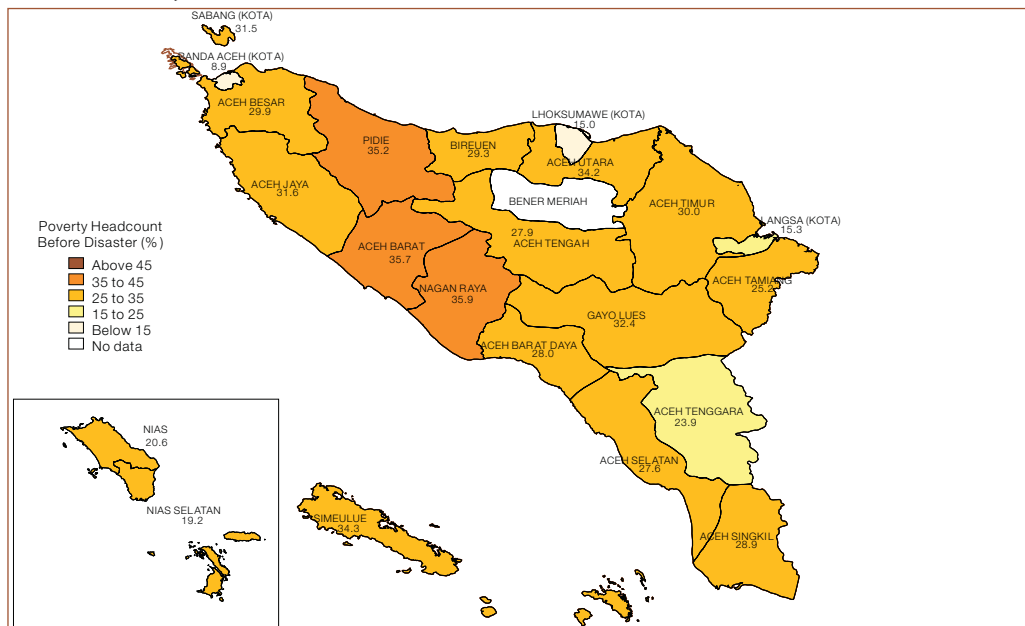 SABANG (KOTA)
31.5
BANDA ACEH (KOTA)
8.9
ACEH BESAR
29.9
PIDIE
35.2
BIREUEN
29.3
LHOKSUMAWE (KOTA)
15.0
ACEH UTARA
34.2
ACEH JAYA
31.6
BENER MERIAH
ACEH TIMUR
30.0
LANGSA (KOTA)
15.3
27.9
ACEH TENGAH
ACEH BARAT
35.7
NAGAN RAYA
35.9
ACEH TAMIANG
25.2
GAYO LUES
32.4
ACEH BARAT DAYA
28.0
ACEH TENGGARA
23.9
ACEH SELATAN
27.6
ACEH SINGKIL
28.9
SIMEULUE
34.3
Poverty Headcount
Before Disaster (%)
Above 45
35 to 45
25 to 35
15 to 25
Below 15
No data
NIAS
20.6
NIAS SELATAN
19.2